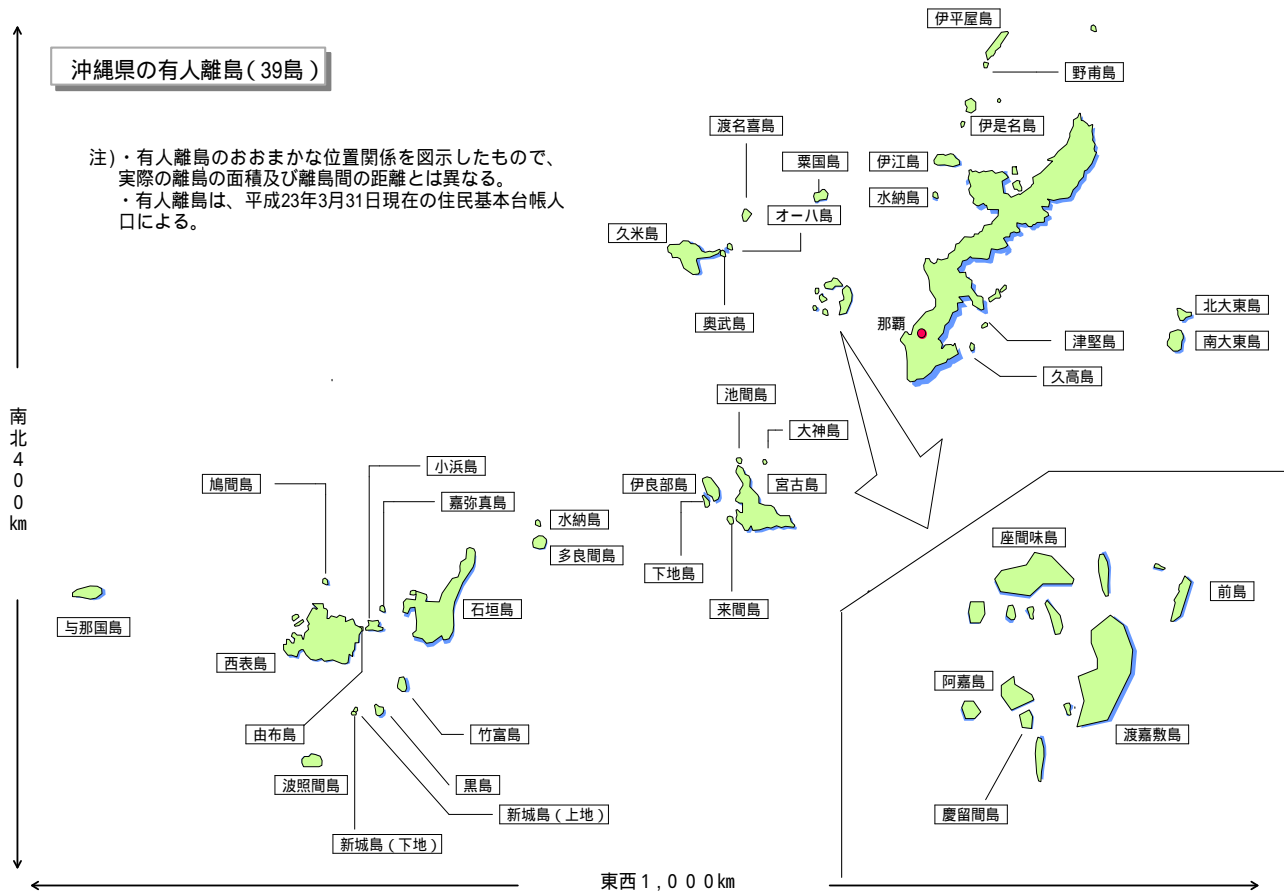 沖縄県の有人離島(39島)
注)・有人離島のおおまかな位置関係を図示したもので、
実際の離島の面積及び離島間の距離とは異なる。
・有人離島は、平成23年3月31日現在の住民基本台帳人
口による。
伊平屋島
野甫島
伊是名島
渡名喜島
粟国島
伊江島
水納島
オーハ島
久米島
奥武島
那覇
北大東島
南大東島
津堅島
久高島
池間島
大神島
伊良部島
宮古島
下地島
来間島
水納島
多良間島
小浜島
鳩間島
嘉弥真島
石垣島
与那国島
西表島
由布島
竹富島
波照間島
黒島
新城島(上地)
新城島(下地)
座間味島
前島
阿嘉島
渡嘉敷島
慶留間島
南北400km
東西1,000km